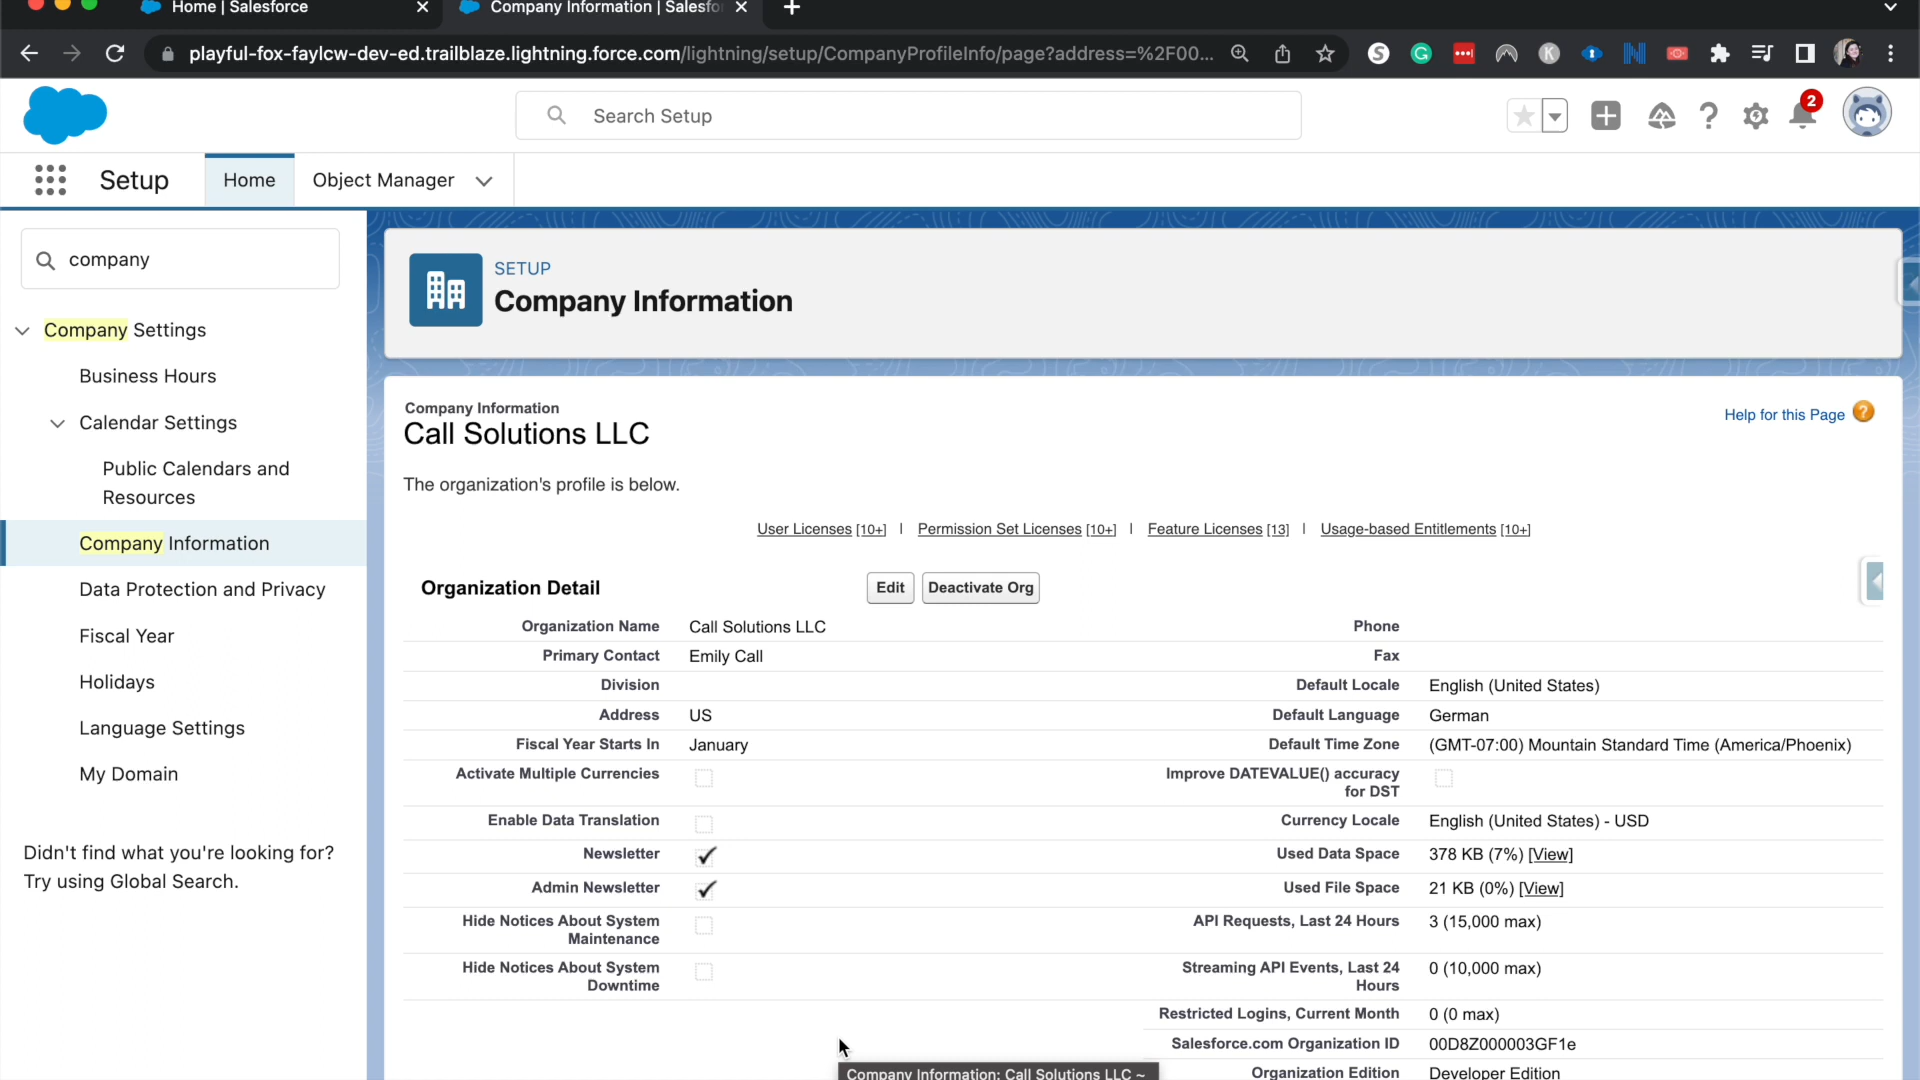 Home | Salesforce
Company Information | Salesfo
playful-fox-faylcw-dev-ed.trailblaze.lightning.force.com/lightning/setup/CompanyProfileInfo/page?address=%2F00...
Search Setup
2
Setup
Home
Object Manager
company
Company Settings
Business Hours
Calendar Settings
Public Calendars and
Resources
Company Information
Data Protection and Privacy
Fiscal Year
Holidays
Language Settings
My Domain
Didn't find what you're looking for?
Try using Global Search.
SETUP
Company Information
Company Information
Call Solutions LLC
Help for this Page
The organization's profile is below.
User Licenses [10+] | Permission Set Licenses [10+] | Feature Licenses [13] | Usage-based Entitlements [10+]
Organization Detail
Edit
Deactivate Org
Organization Name Call Solutions LLC
Phone
Primary Contact Emily Call
Fax
Division
Default Locale English (United States)
Address US
Default Language German
Fiscal Year Starts In January
Default Time Zone (GMT-07:00) Mountain Standard Time (America/Phoenix)
Activate Multiple Currencies
Improve DATEVALUE() accuracy
for DST
Enable Data Translation
Currency Locale English (United States) - USD
Newsletter
Used Data Space 378 KB (7%) [View]
Admin Newsletter
Used File Space 21 KB (0%) [View]
Hide Notices About System
Maintenance
API Requests, Last 24 Hours 3 (15,000 max)
Hide Notices About System
Downtime
Streaming API Events, Last 24
Hours
0 (10,000 max)
Restricted Logins, Current Month 0 (0 max)
Salesforce.com Organization ID 00D8Z000003GF1e
Organization Edition Developer Edition
Company Information: Call Solutions LLC ~